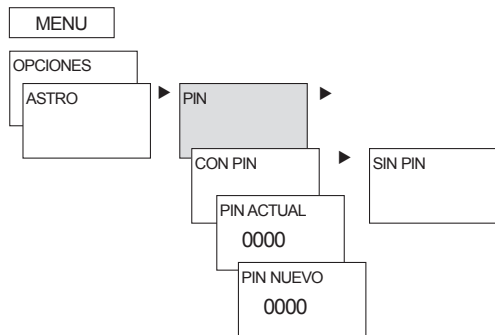 MENU
OPCIONES
ASTRO
PIN
CON PIN
SIN PIN
PIN ACTUAL
0000
PIN NUEVO
0000